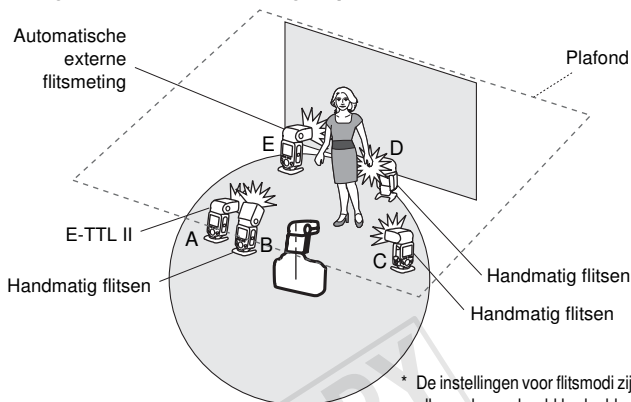 Automatische
externe
flitsmeting
Plafond
E
D
E-TTL II
A
B
C
Handmatig flitsen
Handmatig flitsen
Handmatig flitsen
* De instellingen voor flitsmodi zij